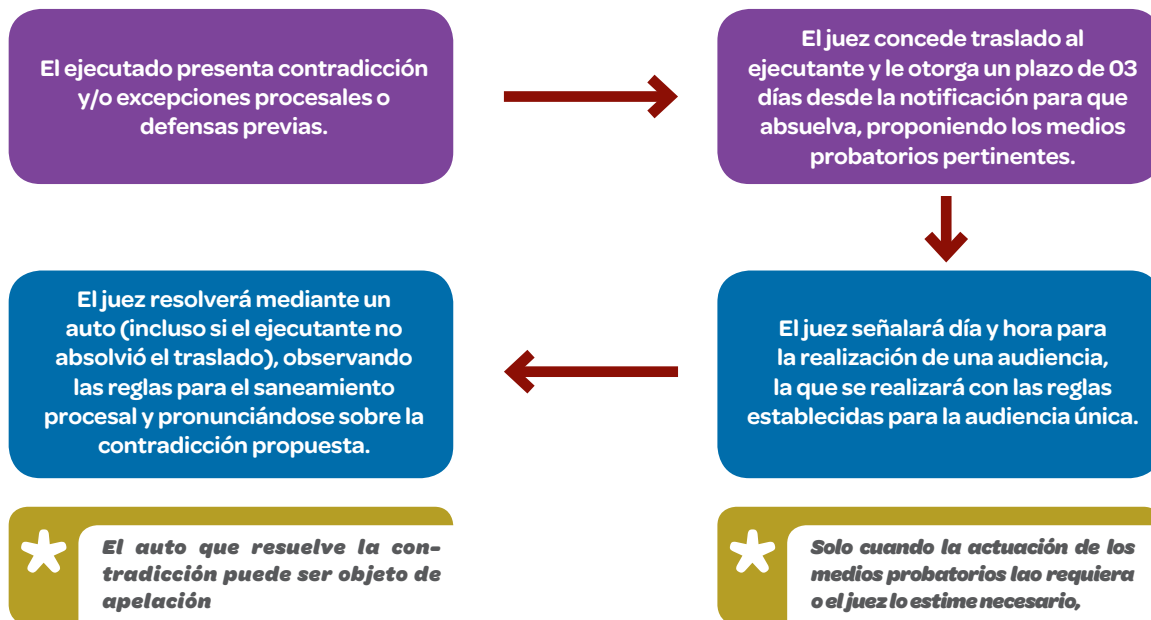 El ejecutado presenta contradicción
y/o excepciones procesales o
defensas previas.
El juez concede traslado al
ejecutante y le otorga un plazo de 03
días desde la notificación para que
absuelva, proponiendo los medios
probatorios pertinentes.
El juez señalará día y hora para
la realización de una audiencia,
la que se realizará con las reglas
establecidas para la audiencia única.
El juez resolverá mediante un
auto (incluso si el ejecutante no
absolvió el traslado), observando
las reglas para el saneamiento
procesal y pronunciándose sobre la
contradicción propuesta.
El auto que resuelve la con-
tradicción puede ser objeto de
apelación
Solo cuando la actuación de los
medios probatorios lao requiera
o el juez lo estime necesario,